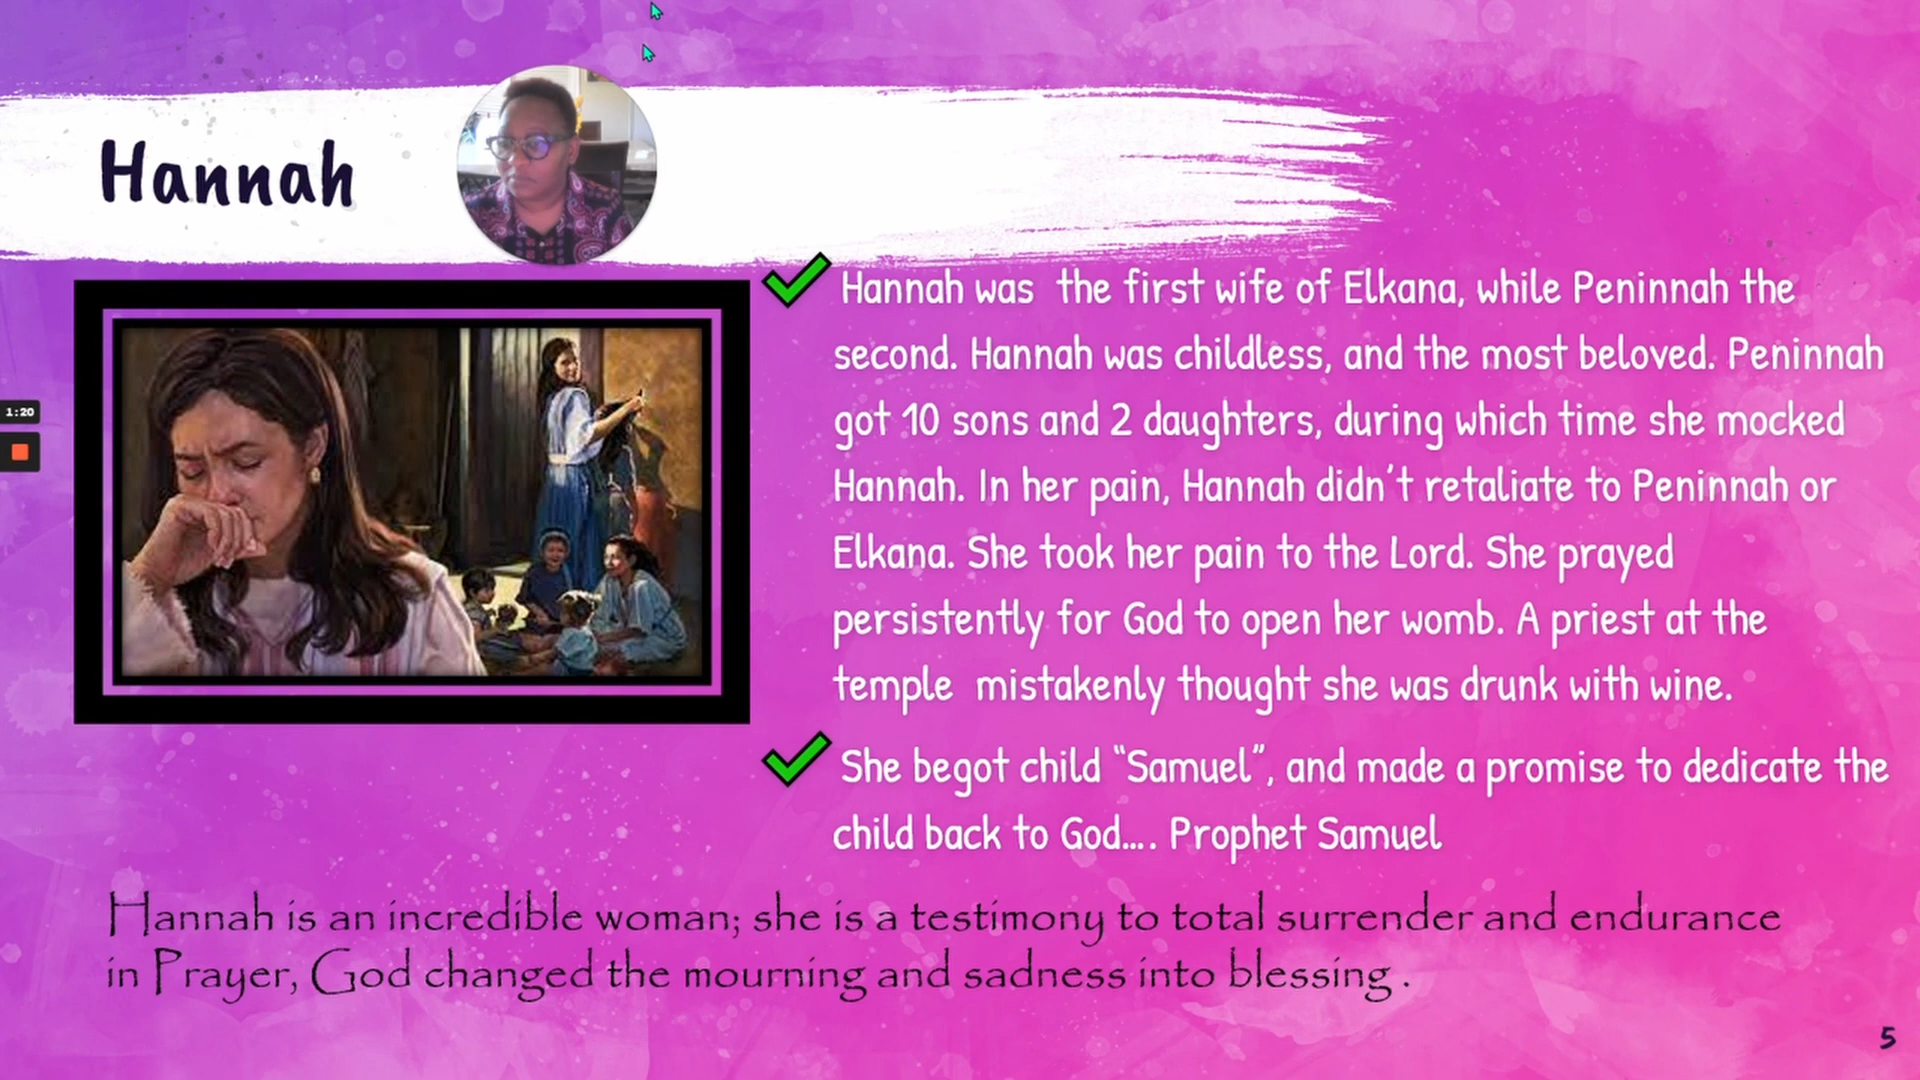 Hannah
1:20
Hannah was  the first wife of Elkana, while Peninnah the
second. Hannah was childless, and the most beloved. Peninnah
got 10 sons and 2 daughters, during which time she mocked
Hannah. In her pain, Hannah didn’t retaliate to Peninnah or
Elkana. She took her pain to the Lord. She prayed
persistently for God to open her womb. A priest at the
temple  mistakenly thought she was drunk with wine.
She begot child “Samuel”, and made a promise to dedicate the
child back to God…. Prophet Samuel
Hannah is an incredible woman; she is a testimony to total surrender and endurance
in Prayer, God changed the mourning and sadness into blessing .
5